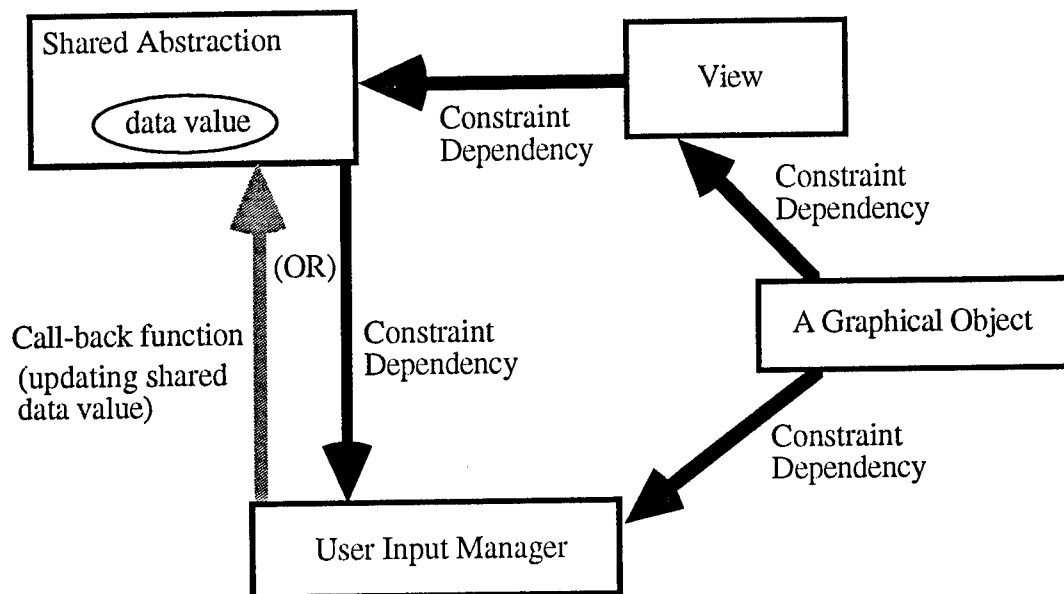 Shared Abstraction
data value
View
Constraint
Dependency
Constraint
Dependency
(OR)
A Graphical Object
Call-back function
(updating shared
data value)
Constraint
Dependency
Constraint
Dependency
User Input Manager